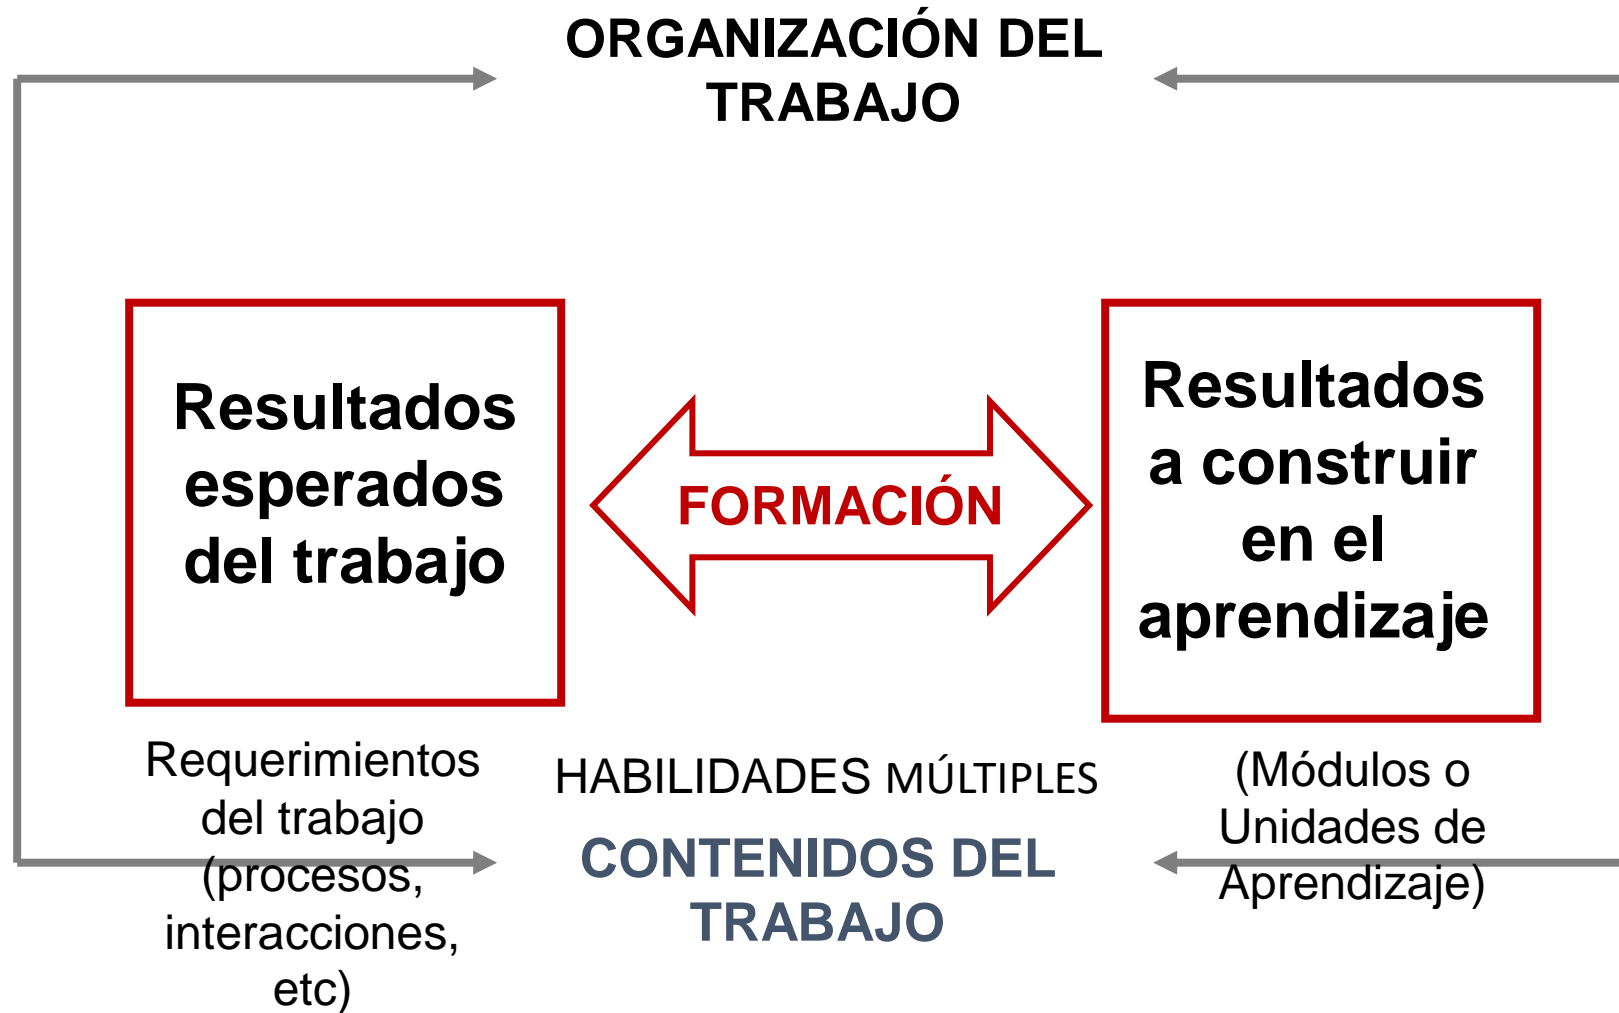 ORGANIZACIÓN DEL
TRABAJO
Resultados
esperados
del trabajo
FORMACIÓN
Resultados
a construir
en el
aprendizaje
Requerimientos
del trabajo
(procesos,
interacciones,
etc)
HABILIDADES MÚLTIPLES
CONTENIDOS DEL
TRABAJO
(Módulos o
Unidades de
Aprendizaje)